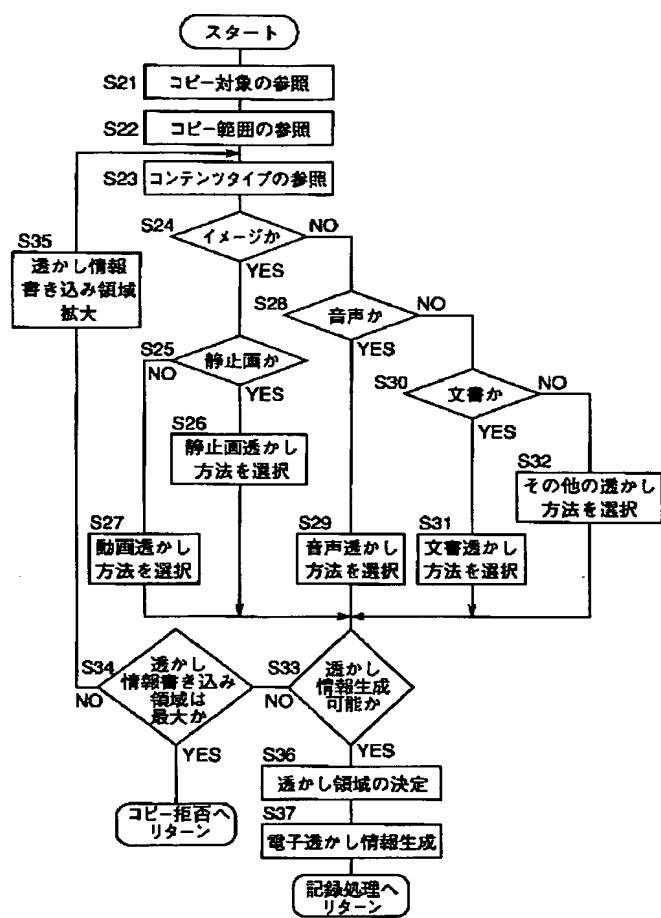 スタート
S21
コピー対象の参照
S22
コピー範囲の参照
S23
コンテンツタイプの参照
S24
イメージか
NO
YES
S35
透かし情報
書き込み領域
拡大
S28
音声か
NO
YES
S25
静止画か
NO
YES
S30
文書か
NO
YES
S26
静止画透かし
方法を選択
S32
その他の透かし
方法を選択
S27
動画透かし
方法を選択
S29
音声透かし
方法を選択
S31
文書透かし
方法を選択
S34
透かし
情報書き込み
領域は
最大か
NO
YES
S33
透かし
情報生成
可能か
NO
YES
S36
透かし領域の決定
コピー拒否へ
リターン
S37
電子透かし情報生成
記録処理へ
リターン